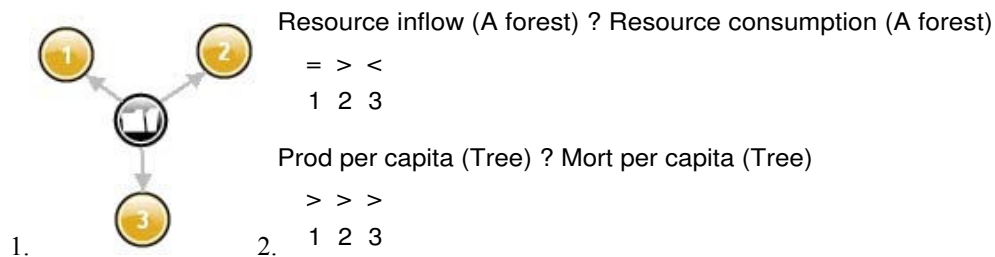 1
2
3
1.
2.
Resource inflow (A forest) ? Resource consumption (A forest)
= > <
1 2 3
Prod per capita (Tree) ? Mort per capita (Tree)
> > >
1 2 3